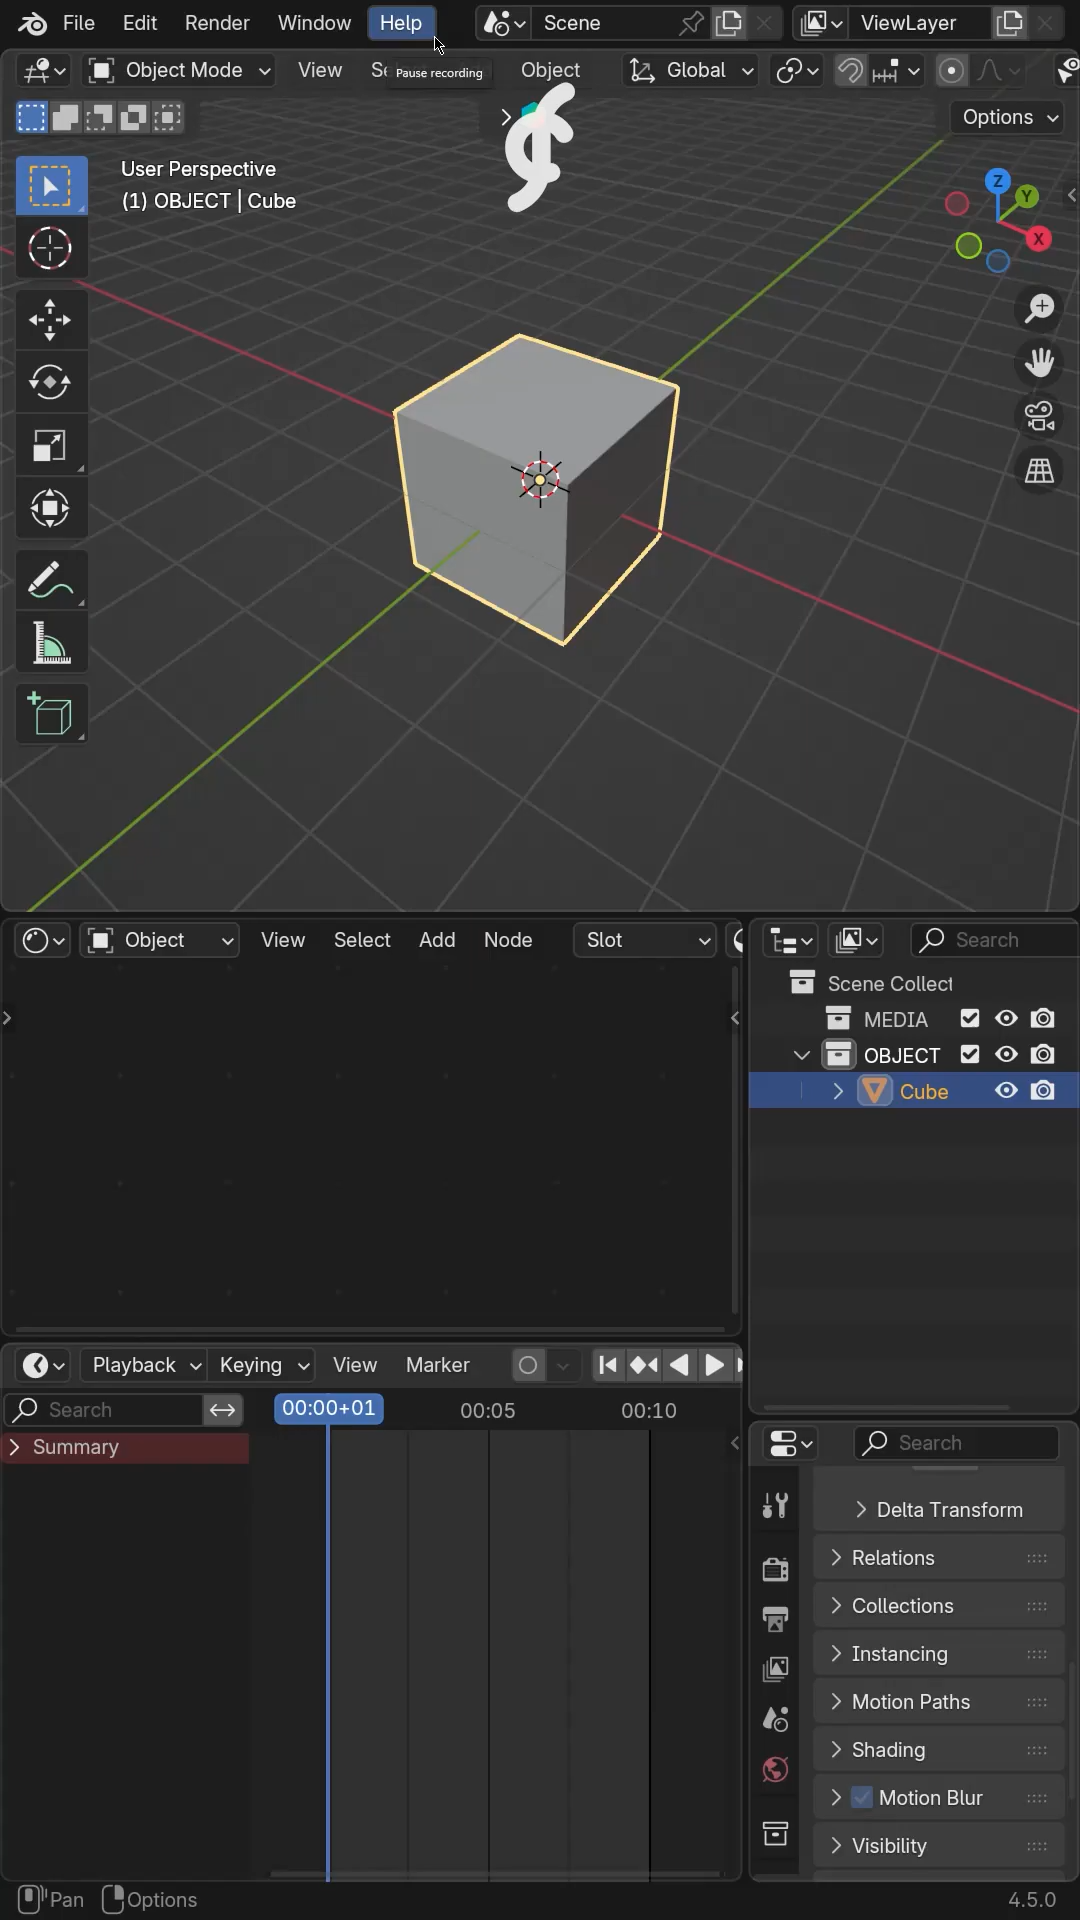 File Edit Render Window Help Scene ViewLayer
Object Mode View Se Pause recording Object Global
Options
User Perspective
(1) OBJECT | Cube
Z
Y
X
Object View Select Add Node Slot Search
Scene Collect
MEDIA
OBJECT
Cube
Playback Keying View Marker
Search 00:00+01 00:05 00:10
Summary
Search
Delta Transform
Relations
Collections
Instancing
Motion Paths
Shading
Motion Blur
Visibility
Pan Options 4.5.0